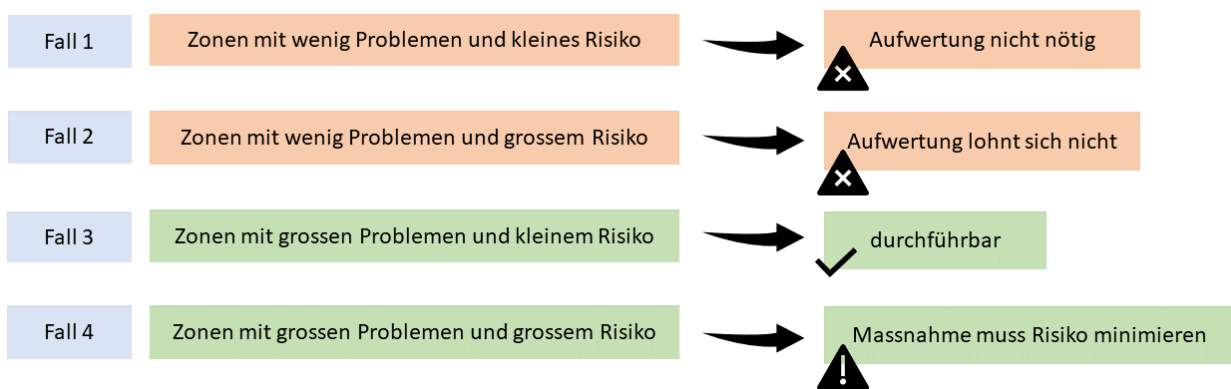 Fall 1
Zonen mit wenig Problemen und kleines Risiko
Aufwertung nicht nötig
Fall 2
Zonen mit wenig Problemen und grossem Risiko
Aufwertung lohnt sich nicht
Fall 3
Zonen mit grossen Problemen und kleinem Risiko
durchführbar
Fall 4
Zonen mit grossen Problemen und grossem Risiko
Massnahme muss Risiko minimieren